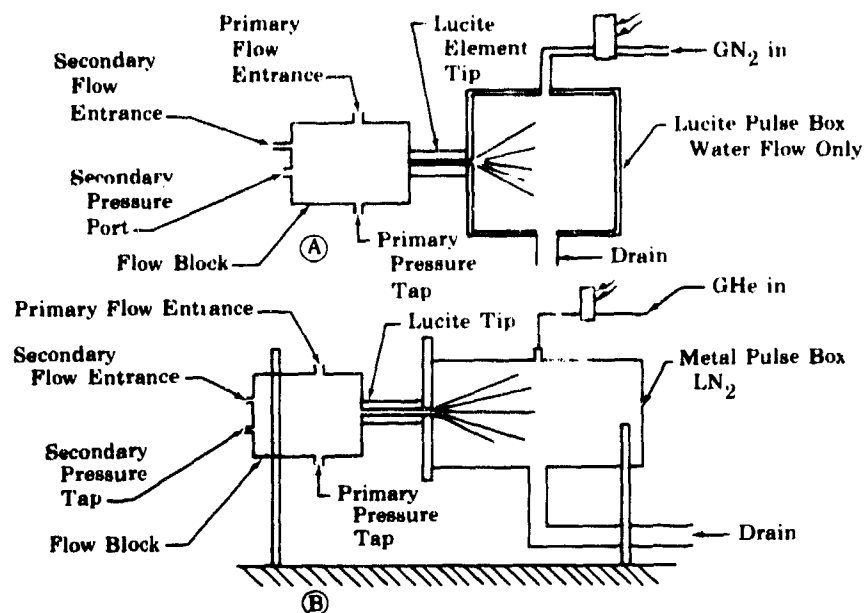 Primary
Flow
Entrance
Lucite
Element
Tip
GN2 in
Secondary
Flow
Entrance
Lucite Pulse Box
Water Flow Only
Secondary
Pressure
Port
Flow Block
A
Primary
Pressure
Tap
Drain
GHe in
Primary Flow Entrance
Lucite Tip
Secondary
Flow Entrance
Metal Pulse Box
LN2
Secondary
Pressure
Tap
Primary
Pressure
Tap
Flow Block
Drain
B